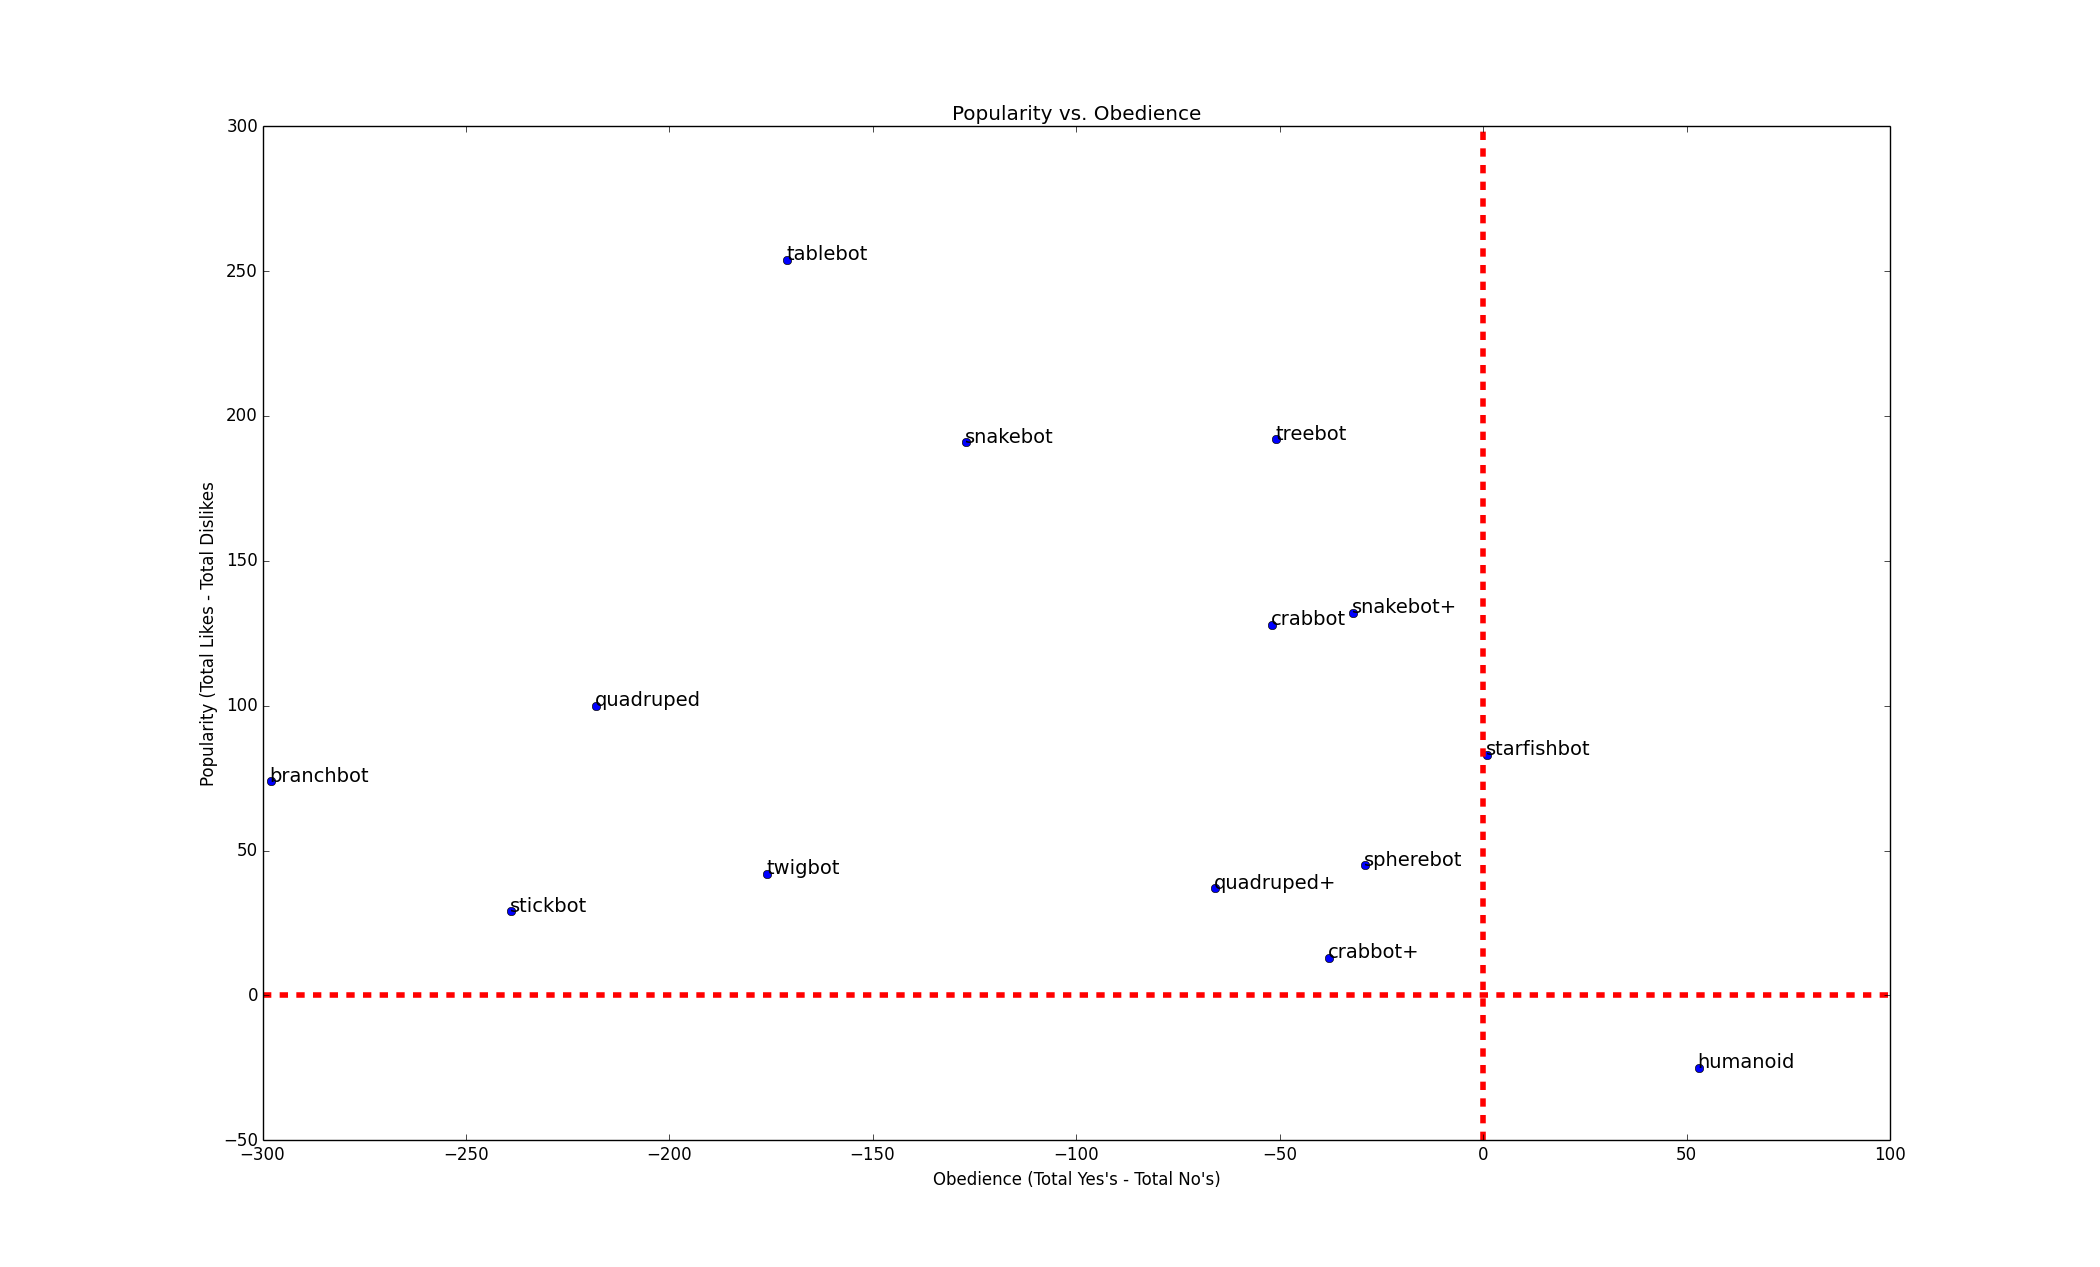 Popularity vs. Obedience
300
250
200
150
100
50
0
−50
Popularity (Total Likes - Total Dislikes
tablebot
treebot
snakebot
snakebot+
crabbot
quadruped
starfishbot
branchbot
spherebot
twigbot
quadruped+
stickbot
crabbot+
humanoid
−300 −250 −200 −150 −100 −50 0 50 100
Obedience (Total Yes's - Total No's)